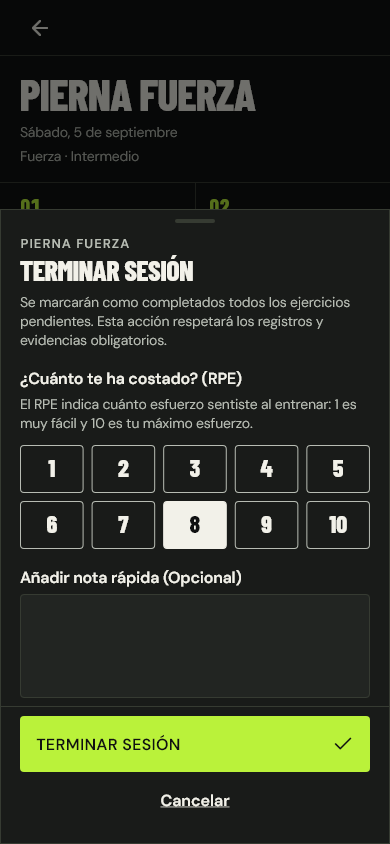 PIERNA FUERZA
Sábado, 5 de septiembre
Fuerza · Intermedio
01 02
PIERNA FUERZA
TERMINAR SESIÓN
Se marcarán como completados todos los ejercicios
pendientes. Esta acción respetará los registros y
evidencias obligatorios.
¿Cuánto te ha costado? (RPE)
El RPE indica cuánto esfuerzo sentiste al entrenar: 1 es
muy fácil y 10 es tu máximo esfuerzo.
1 2 3 4 5
6 7 8 9 10
Añadir nota rápida (Opcional)
TERMINAR SESIÓN
Cancelar